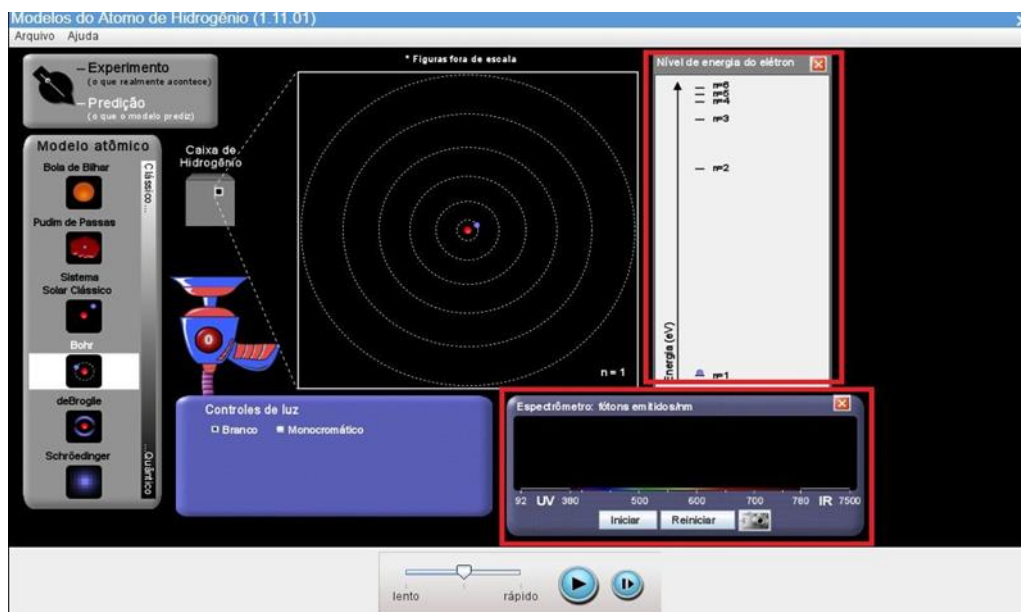 Modelos do Átomo de Hidrogênio (1.11.01)
Arquivo Ajuda
Experimento
(o que realmente acontece)
Predição
(o que o modelo prediz)
Modelo atômico
Clássico...
Bola de Bilhar
Pudim de Passas
Sistema
Solar Clássico
Bohr
deBroglie
Schröedinger
...Quântico
Caixa de
Hidrogênio
* Figuras fora de escala
n = 1
Nível de energia do elétron
n=6
n=5
n=4
n=3
n=2
n=1
Energia (eV)
Controles de luz
Branco Monocromático
Espectrômetro: fótons emitidos/nm
92 UV 380 500 600 700 780 IR 7500
Iniciar Reiniciar
lento rápido